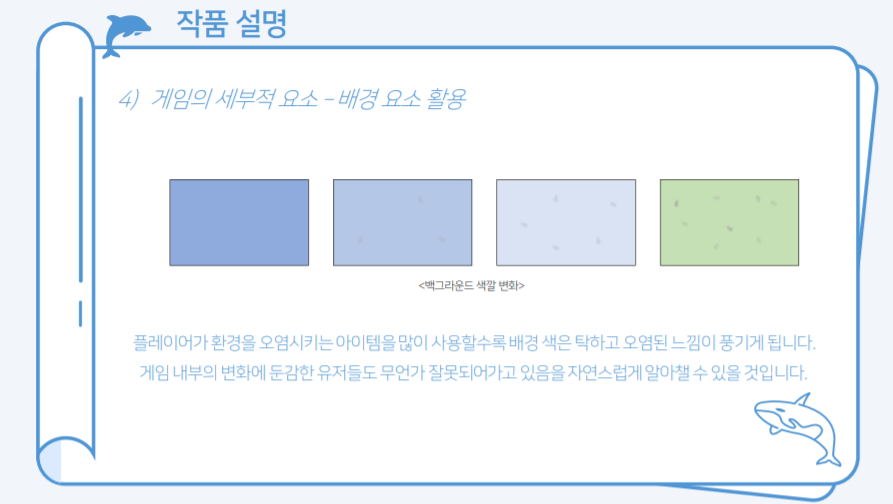 작품 설명
4) 게임의 세부적 요소 – 배경 요소 활용
<백그라운드 색깔 변화>
플레이어가 환경을 오염시키는 아이템을 많이 사용할수록 배경 색은 탁하고 오염된 느낌이 풍기게 됩니다.
게임 내부의 변화에 둔감한 유저들도 무언가 잘못되어가고 있음을 자연스럽게 알아챌 수 있을 것입니다.